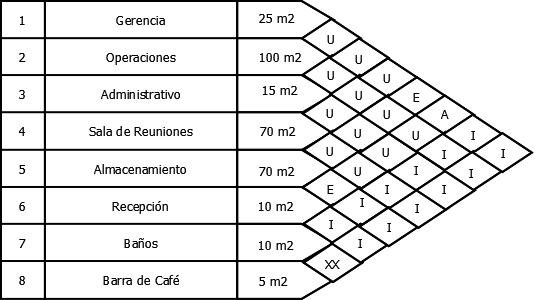 1 Gerencia 25 m2
U
2 Operaciones 100 m2 U
U U
3 Administrativo 15 m2 U E
U U A
4 Sala de Reuniones 70 m2 U U I
U U I I
5 Almacenamiento 70 m2 U I I
E I I
6 Recepción 10 m2 I I
I I
7 Baños 10 m2 I
XX
8 Barra de Café 5 m2